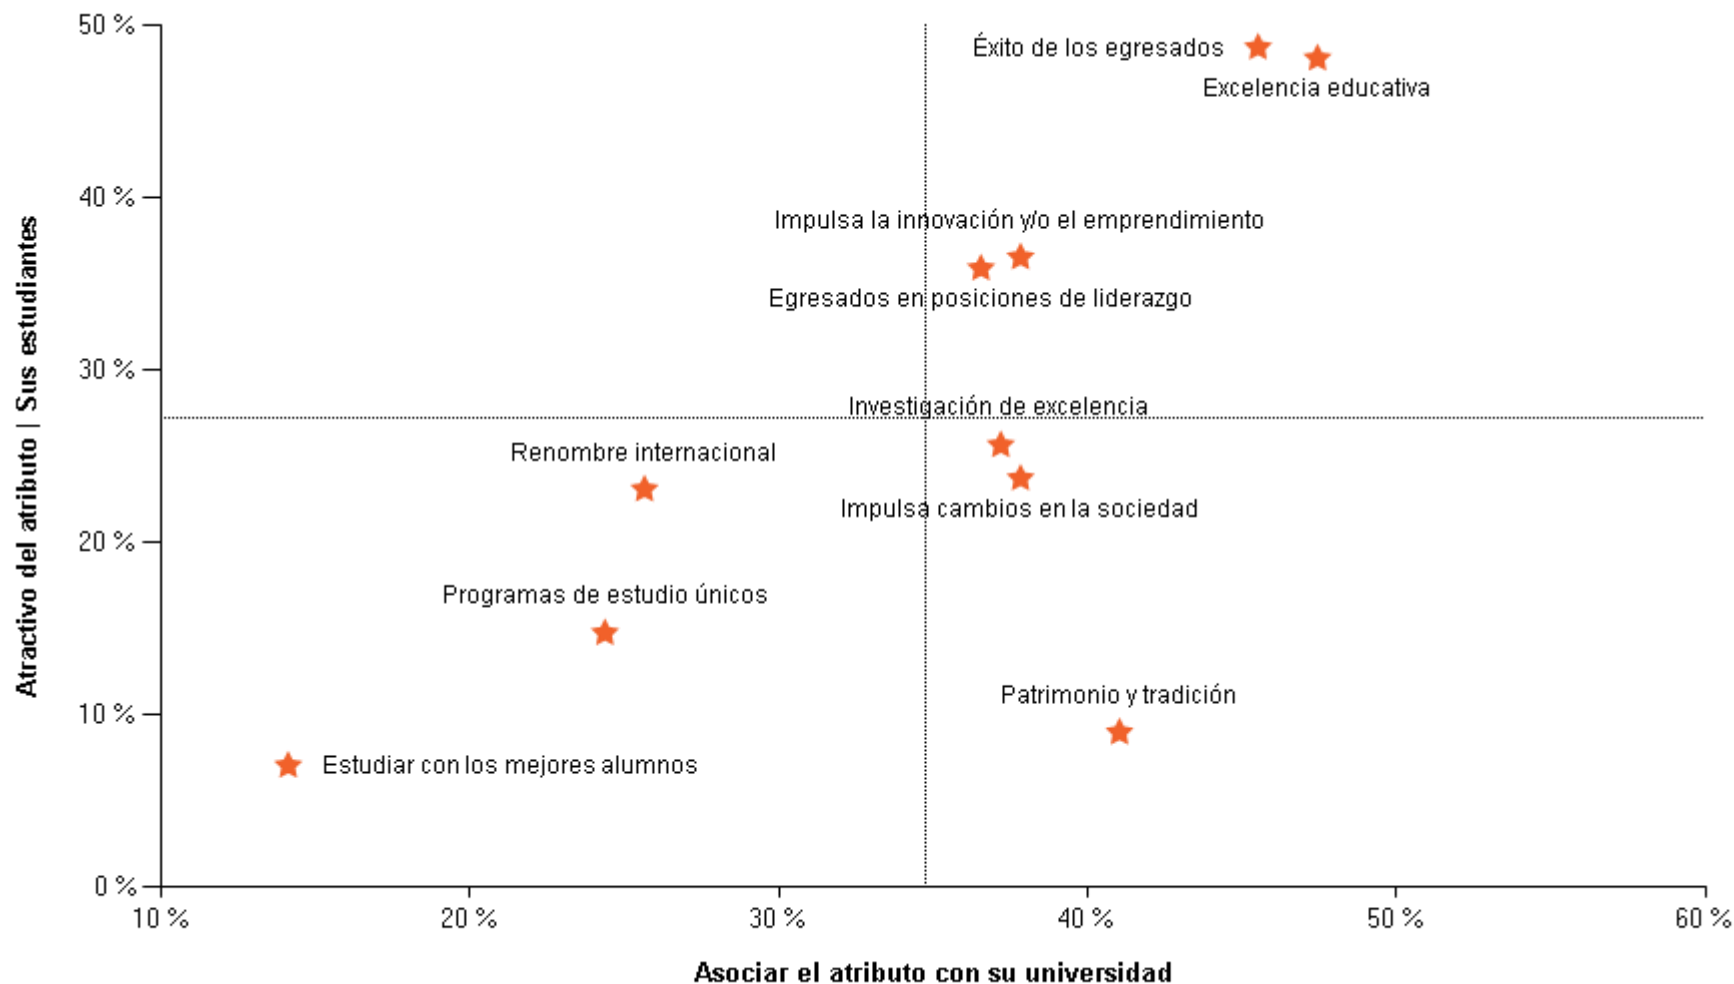 50 %
Éxito de los egresados
Excelencia educativa
40 %
Impulsa la innovación y/o el emprendimiento
Egresados en posiciones de liderazgo
30 %
Investigación de excelencia
Renombre internacional
Impulsa cambios en la sociedad
20 %
Programas de estudio únicos
Patrimonio y tradición
10 %
Estudiar con los mejores alumnos
0 %
10 %
20 %
30 %
40 %
50 %
60 %
Atractivo del atributo | Sus estudiantes
Asociar el atributo con su universidad